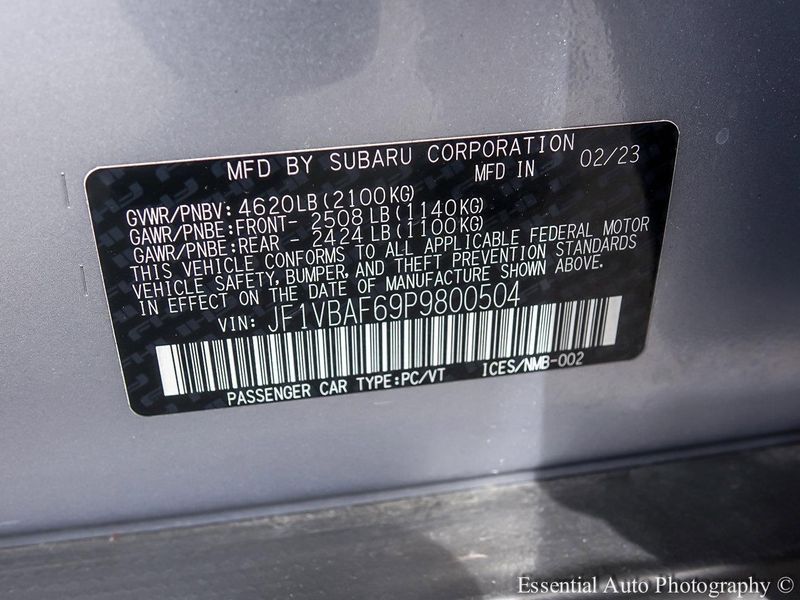 MFD BY SUBARU CORPORATION
MFD IN 02/23
GVWR/PNBV: 4620LB(2100KG)
GAWR/PNBE:FRONT- 2508LB(1140KG)
GAWR/PNBE:REAR - 2424LB(1100KG)
THIS VEHICLE CONFORMS TO ALL APPLICABLE FEDERAL MOTOR
VEHICLE SAFETY, BUMPER, AND THEFT PREVENTION STANDARDS
IN EFFECT ON THE DATE OF MANUFACTURE SHOWN ABOVE.
VIN: JF1VBAF69P9800504
PASSENGER CAR TYPE:PC/VT ICES/NMB-002
Essential Auto Photography ©